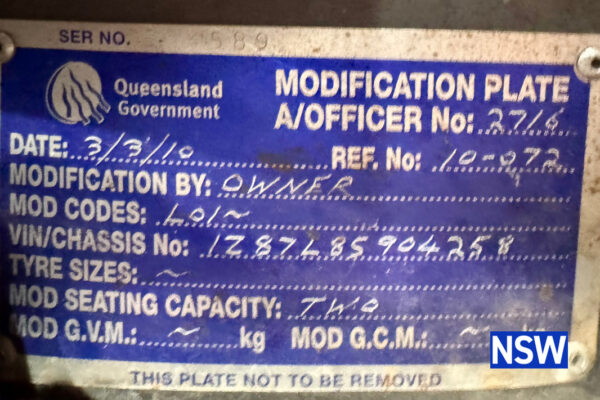 SER NO. 589
Queensland Government
MODIFICATION PLATE
A/OFFICER No: 2716
DATE: 3/3/10 REF. No: 10-072
MODIFICATION BY: OWNER
MOD CODES: LO1~
VIN/CHASSIS No: 1Z87L85904258
TYRE SIZES: ~
MOD SEATING CAPACITY: TWO
MOD G.V.M.: ~ kg MOD G.C.M.: ~
NSW
THIS PLATE NOT TO BE REMOVED